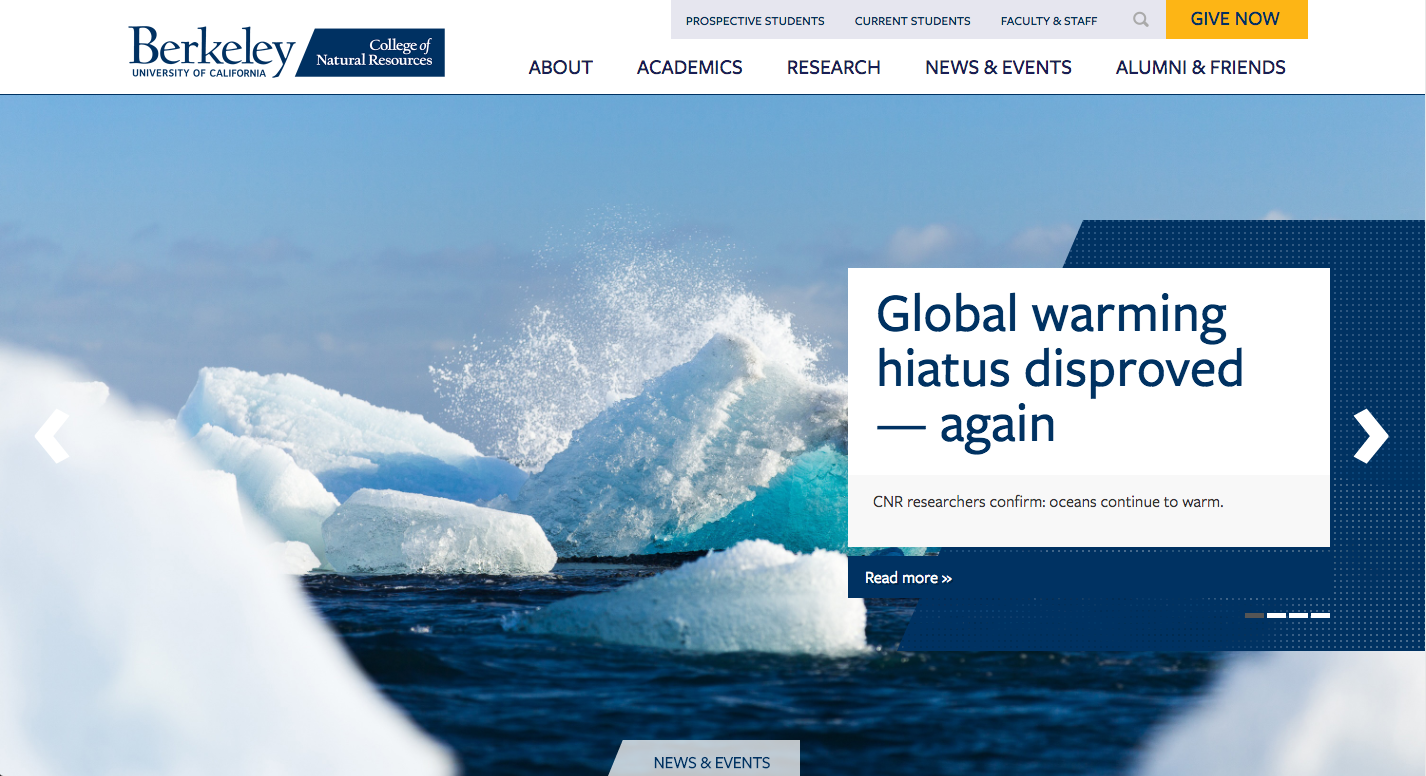 PROSPECTIVE STUDENTS
CURRENT STUDENTS
FACULTY & STAFF
GIVE NOW
Berkeley
UNIVERSITY OF CALIFORNIA
College of
Natural Resources
ABOUT
ACADEMICS
RESEARCH
NEWS & EVENTS
ALUMNI & FRIENDS
Global warming
hiatus disproved
— again
CNR researchers confirm: oceans continue to warm.
Read more »
NEWS & EVENTS